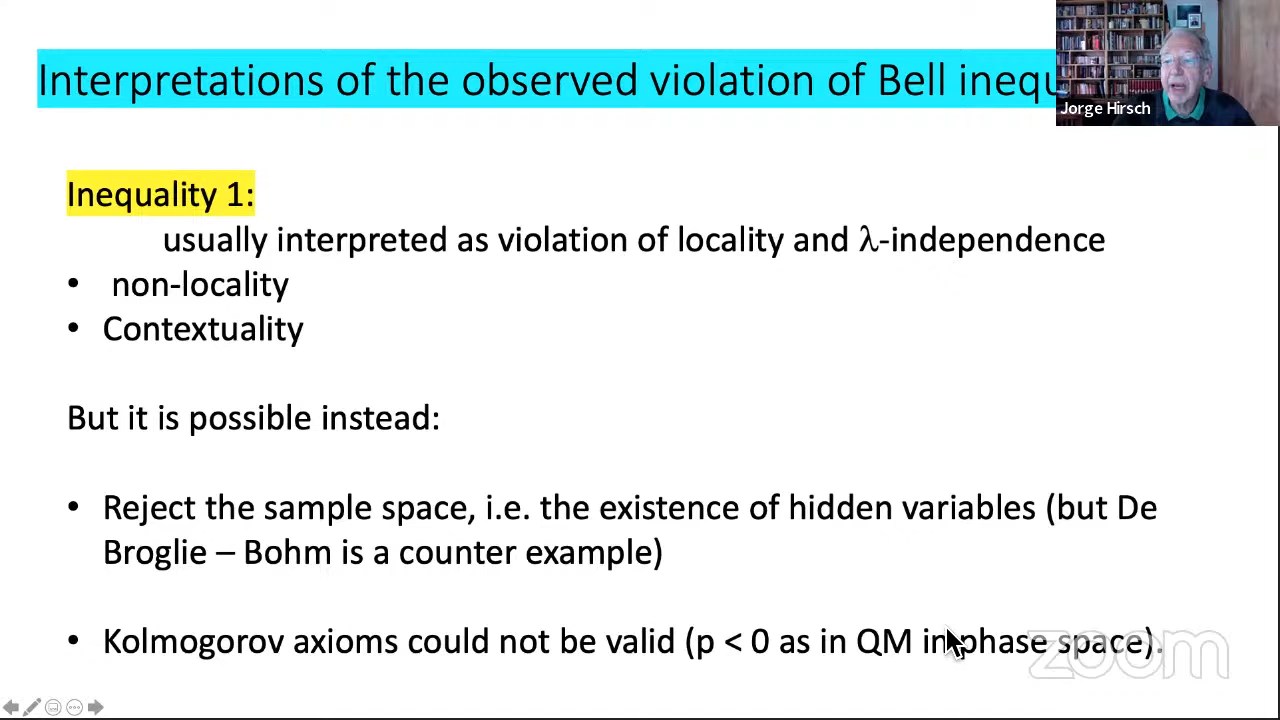 Interpretations of the observed violation of Bell
Jorge Hirsch
Inequality 1:
usually interpreted as violation of locality and λ-independence
• non-locality
• Contextuality
But it is possible instead:
• Reject the sample space, i.e. the existence of hidden variables (but De
Broglie – Bohm is a counter example)
• Kolmogorov axioms could not be valid (p < 0 as in QM in phase space).
zoom